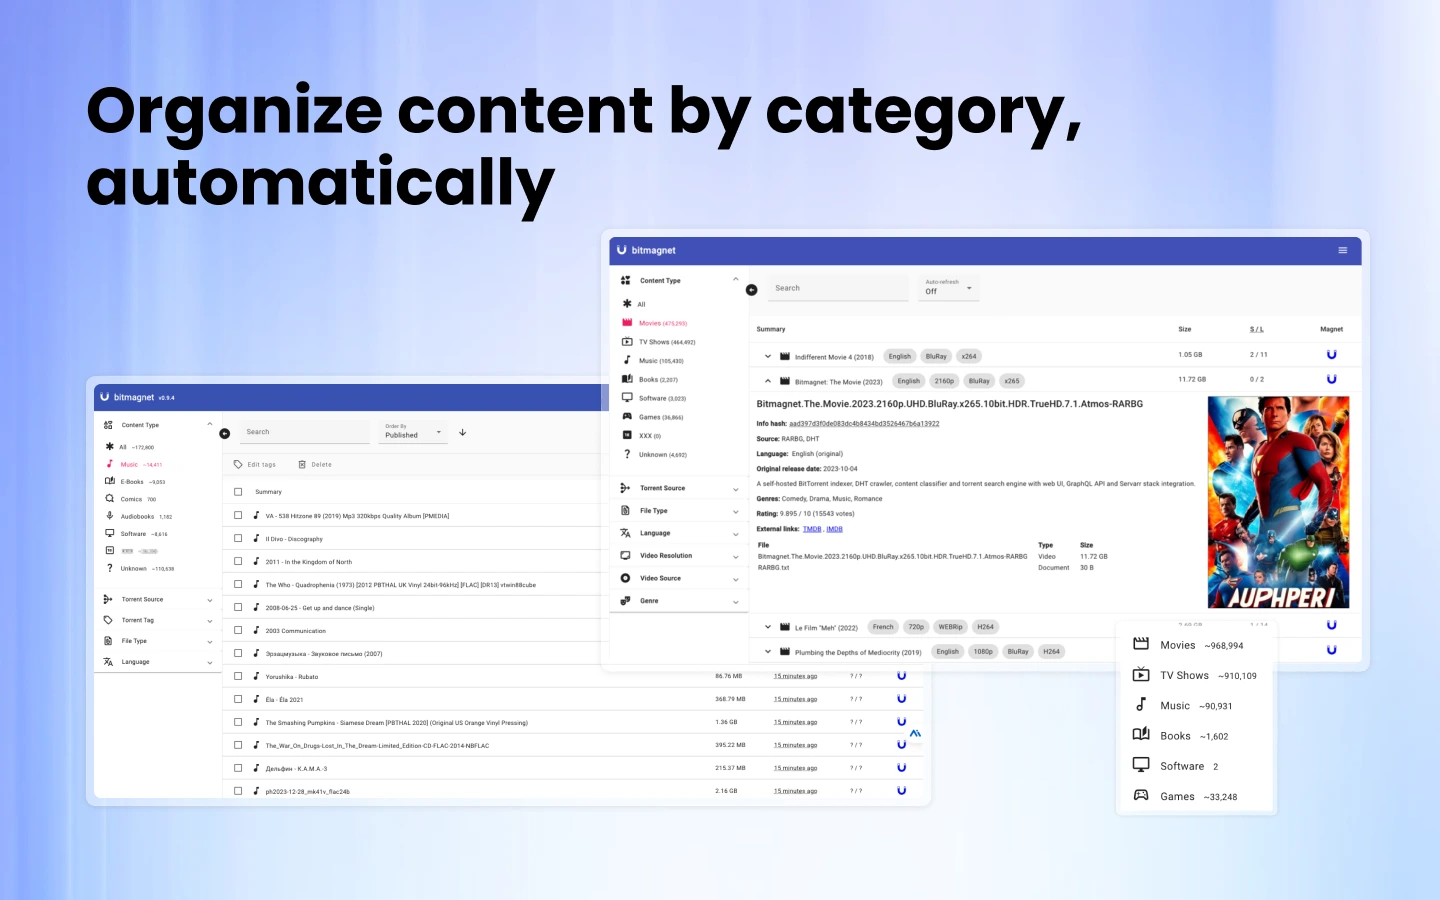 Organize content by category,
automatically
bitmagnet
Content Type
All
Movies (475,293)
TV Shows (464,492)
Music (105,430)
Books (2,207)
Software (3,023)
Games (36,866)
XXX (0)
Unknown (4,692)
Torrent Source
File Type
Language
Video Resolution
Video Source
Genre
Search
Auto-refresh
Off
Summary Size S / L Magnet
Indifferent Movie 4 (2018) English BluRay x264 1.05 GB 2 / 11
Bitmagnet: The Movie (2023) English 2160p BluRay x265 11.72 GB 0 / 2
Bitmagnet.The.Movie.2023.2160p.UHD.BluRay.x265.10bit.HDR.TrueHD.7.1.Atmos-RARBG
Info hash: aad397d3f0de083dc4b8434bd3526467b6a13922
Source: RARBG, DHT
Language: English (original)
Original release date: 2023-10-04
A self-hosted BitTorrent indexer, DHT crawler, content classifier and torrent search engine with web UI, GraphQL API and Servarr stack integration.
Genres: Comedy, Drama, Music, Romance
Rating: 9.895 / 10 (15543 votes)
External links: TMDB, IMDB
File Type Size
Bitmagnet.The.Movie.2023.2160p.UHD.BluRay.x265.10bit.HDR.TrueHD.7.1.Atmos-RARBG Video 11.72 GB
RARBG.txt Document 30 B
AUPHPERI
Le Film "Meh" (2022) French 720p WEBRip H264
Plumbing the Depths of Mediocrity (2019) English 1080p BluRay H264
bitmagnet v0.9.4
Content Type
All ~172,800
Music ~14,411
E-Books ~9,053
Comics 700
Audiobooks 1,182
Software ~8,616
Unknown ~110,638
Torrent Source
Torrent Tag
File Type
Language
Search
Order By
Published
Edit tags Delete
Summary
VA - 538 Hitzone 89 (2019) Mp3 320kbps Quality Album [PMEDIA]
Il Divo - Discography
2011 - In the Kingdom of North
The Who - Quadrophenia (1973) [2012 PBTHAL UK Vinyl 24bit-96kHz] [FLAC] [DR13] vtwin88cube
2008-06-25 - Get up and dance (Single)
2003 Communication
Эрзацмузыка - Звуковое письмо (2007)
Yorushika - Rubato 86.76 MB 15 minutes ago ? / ?
Ela - Ela 2021 368.79 MB 15 minutes ago ? / ?
The Smashing Pumpkins - Siamese Dream [PBTHAL 2020] (Original US Orange Vinyl Pressing) 1.36 GB 15 minutes ago ? / ?
The_War_On_Drugs-Lost_In_The_Dream-Limited_Edition-CD-FLAC-2014-NBFLAC 395.22 MB 15 minutes ago ? / ?
Дельфин - К.А.М.А.-3 215.37 MB 15 minutes ago ? / ?
ph2023-12-28_mk41v_flac24b 2.16 GB 15 minutes ago ? / ?
Movies ~968,994
TV Shows ~910,109
Music ~90,931
Books ~1,602
Software 2
Games ~33,248